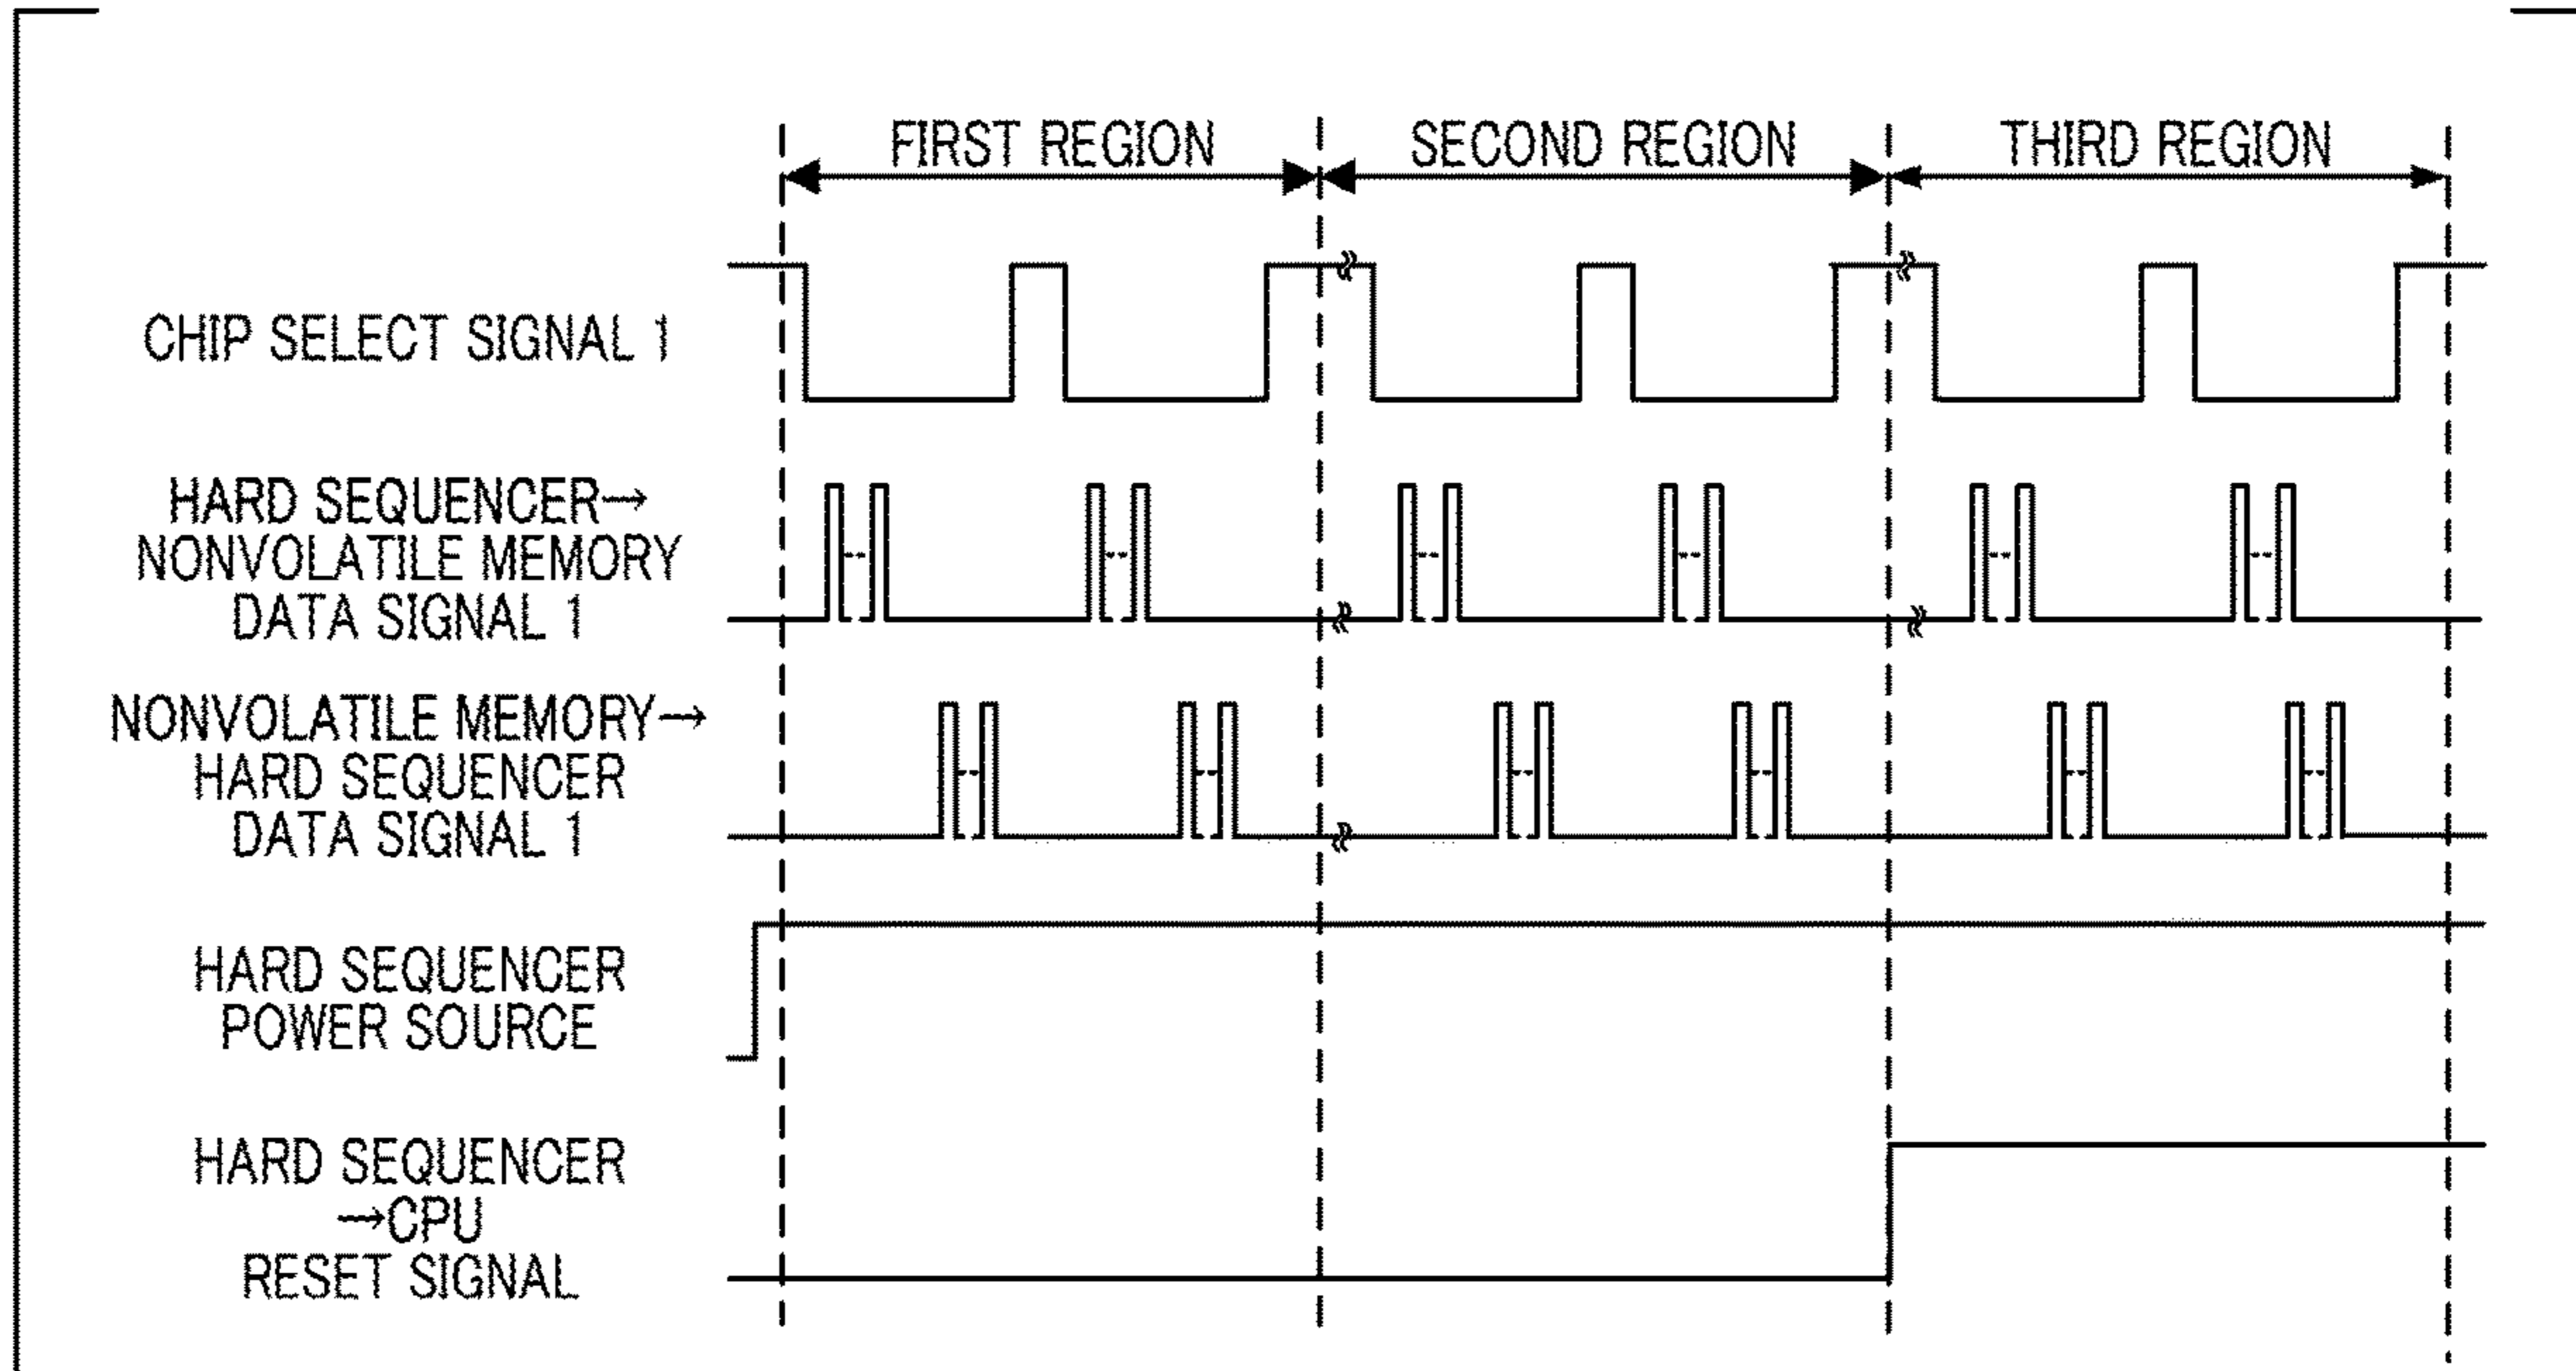 FIRST REGION
SECOND REGION
THIRD REGION
CHIP SELECT SIGNAL 1
HARD SEQUENCER→
NONVOLATILE MEMORY
DATA SIGNAL 1
NONVOLATILE MEMORY→
HARD SEQUENCER
DATA SIGNAL 1
HARD SEQUENCER
POWER SOURCE
HARD SEQUENCER
→CPU
RESET SIGNAL